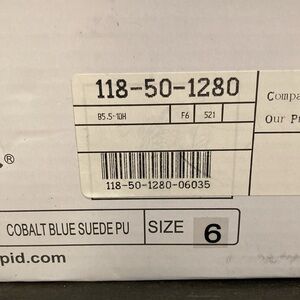 118-50-1280
B5.5-10H F6 S21
Compa
Our Pr
118-50-1280-06035
®
COBALT BLUE SUEDE PU SIZE 6
pid.com